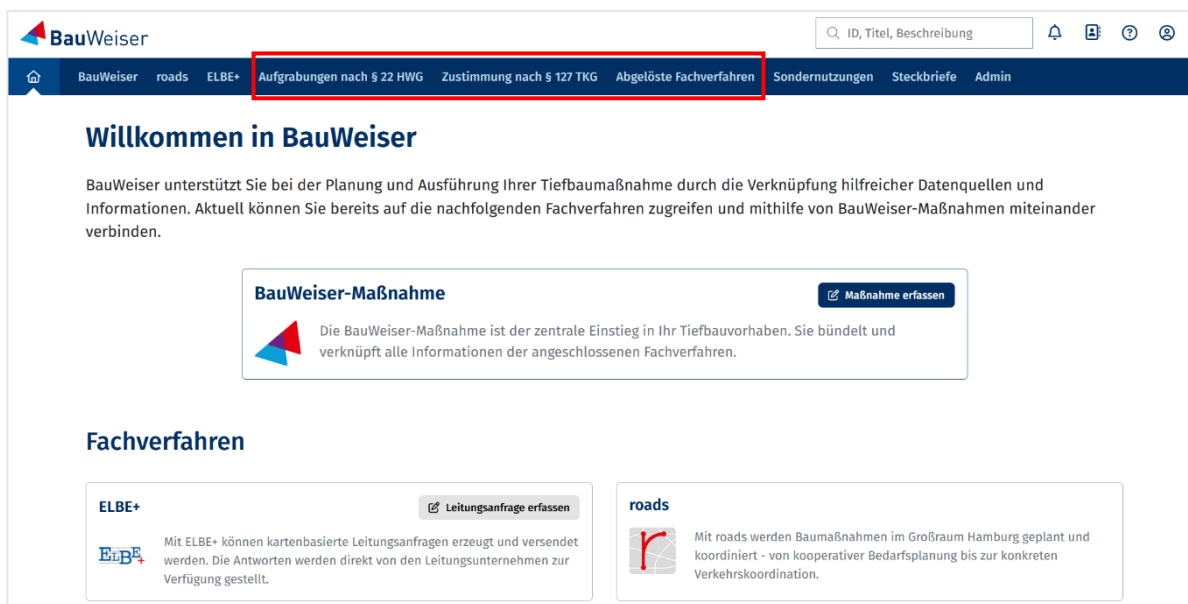 BauWeiser
ID, Titel, Beschreibung
BauWeiser roads ELBE+ Aufgrabungen nach § 22 HWG Zustimmung nach § 127 TKG Abgelöste Fachverfahren Sondernutzungen Steckbriefe Admin
Willkommen in BauWeiser
BauWeiser unterstützt Sie bei der Planung und Ausführung Ihrer Tiefbaumaßnahme durch die Verknüpfung hilfreicher Datenquellen und
Informationen. Aktuell können Sie bereits auf die nachfolgenden Fachverfahren zugreifen und mithilfe von BauWeiser-Maßnahmen miteinander
verbinden.
BauWeiser-Maßnahme
Maßnahme erfassen
Die BauWeiser-Maßnahme ist der zentrale Einstieg in Ihr Tiefbauvorhaben. Sie bündelt und
verknüpft alle Informationen der angeschlossenen Fachverfahren.
Fachverfahren
ELBE+
Leitungsanfrage erfassen
ELBE+
Mit ELBE+ können kartenbasierte Leitungsanfragen erzeugt und versendet
werden. Die Antworten werden direkt von den Leitungsunternehmen zur
Verfügung gestellt.
roads
r
Mit roads werden Baumaßnahmen im Großraum Hamburg geplant und
koordiniert - von kooperativer Bedarfsplanung bis zur konkreten
Verkehrskoordination.